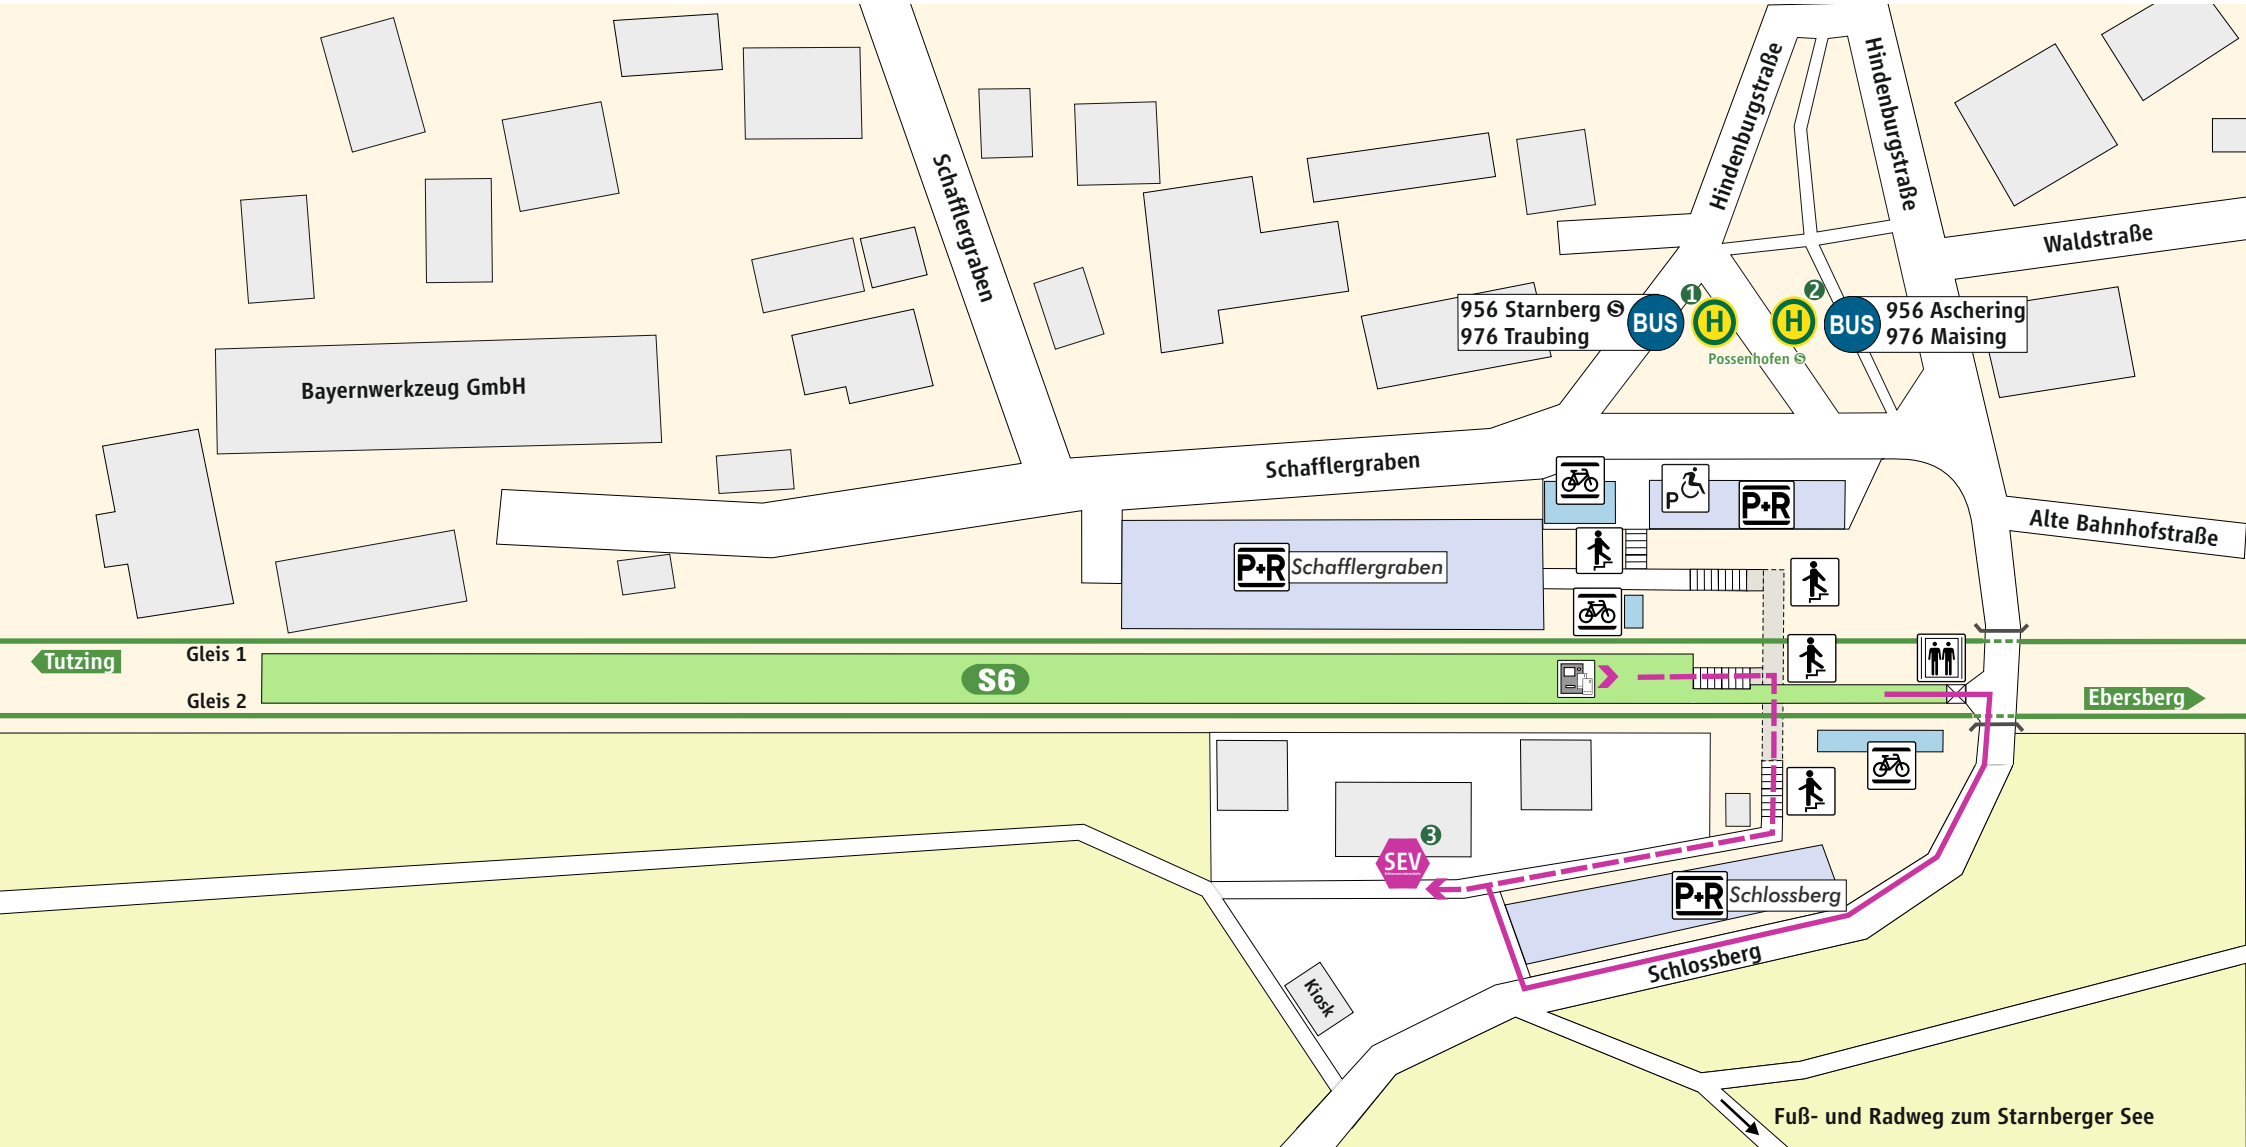 Hindenburgstraße
Hindenburgstraße
Schafflergraben
Waldstraße
1
2
956 Starnberg S
976 Traubing
BUS
H
H
BUS
956 Aschering
976 Maising
Possenhofen S
Bayernwerkzeug GmbH
Schafflergraben
P
P+R
Alte Bahnhofstraße
P+R
Schafflergraben
Tutzing
Gleis 1
S6
Gleis 2
Ebersberg
3
SEV
P+R
Schlossberg
Schlossberg
Kiosk
Fuß- und Radweg zum Starnberger See